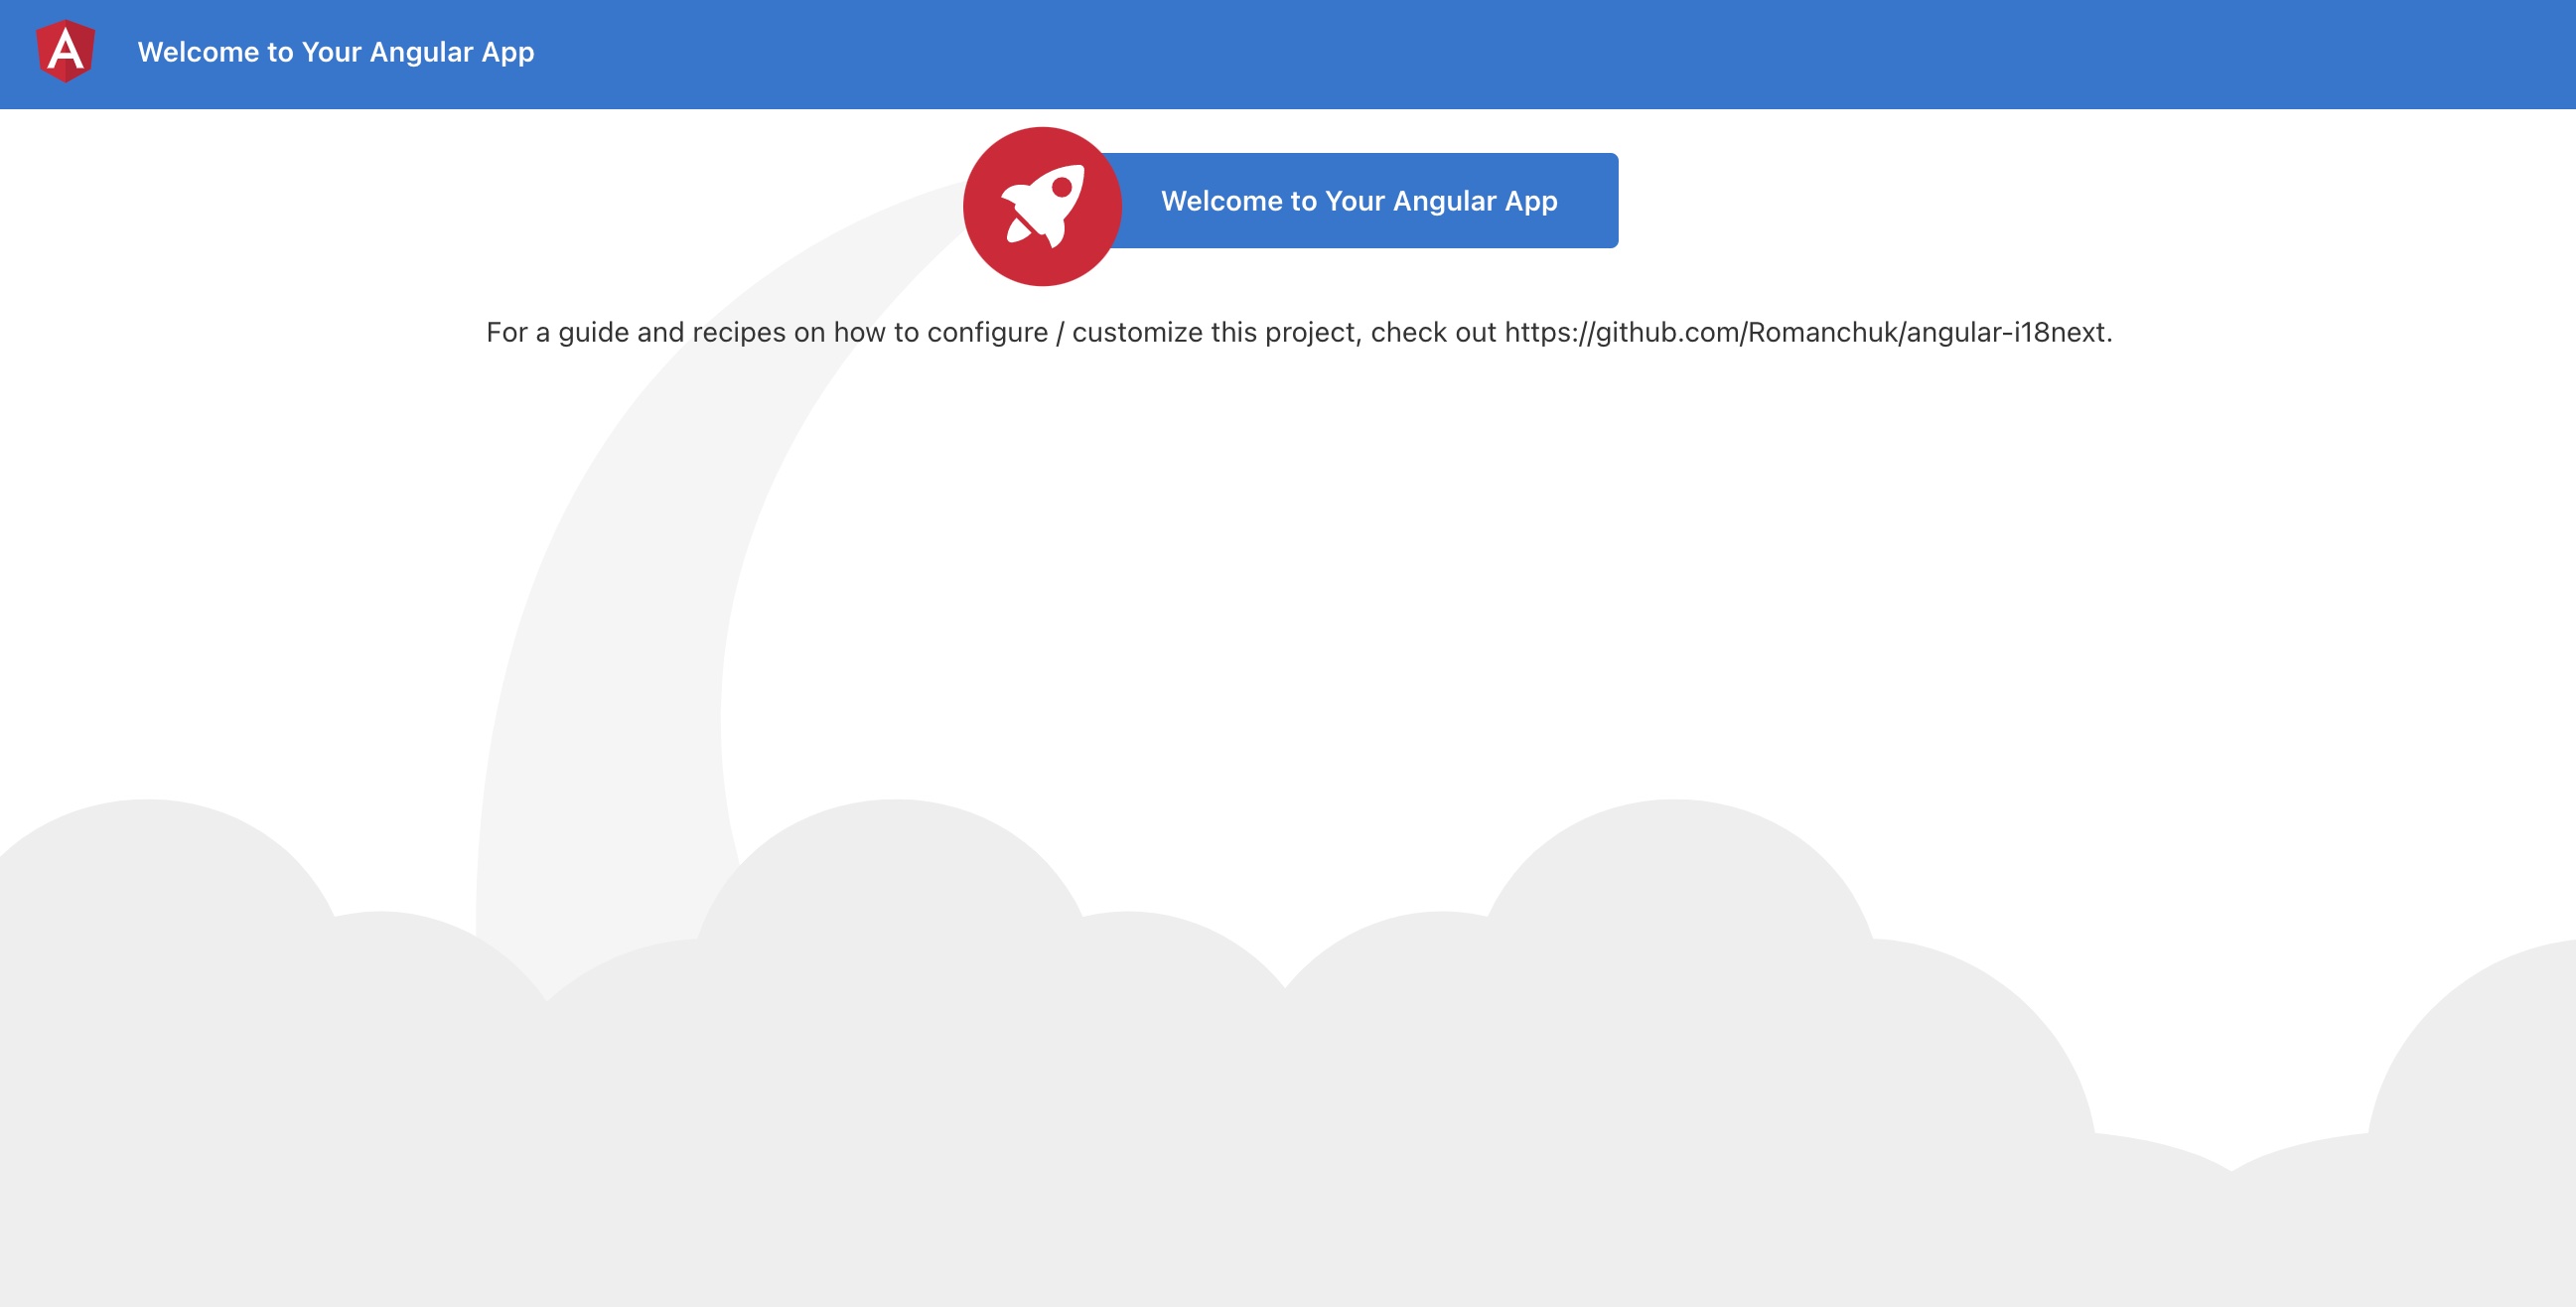 Welcome to Your Angular App
Welcome to Your Angular App
For a guide and recipes on how to configure / customize this project, check out https://github.com/Romanchuk/angular-i18next.